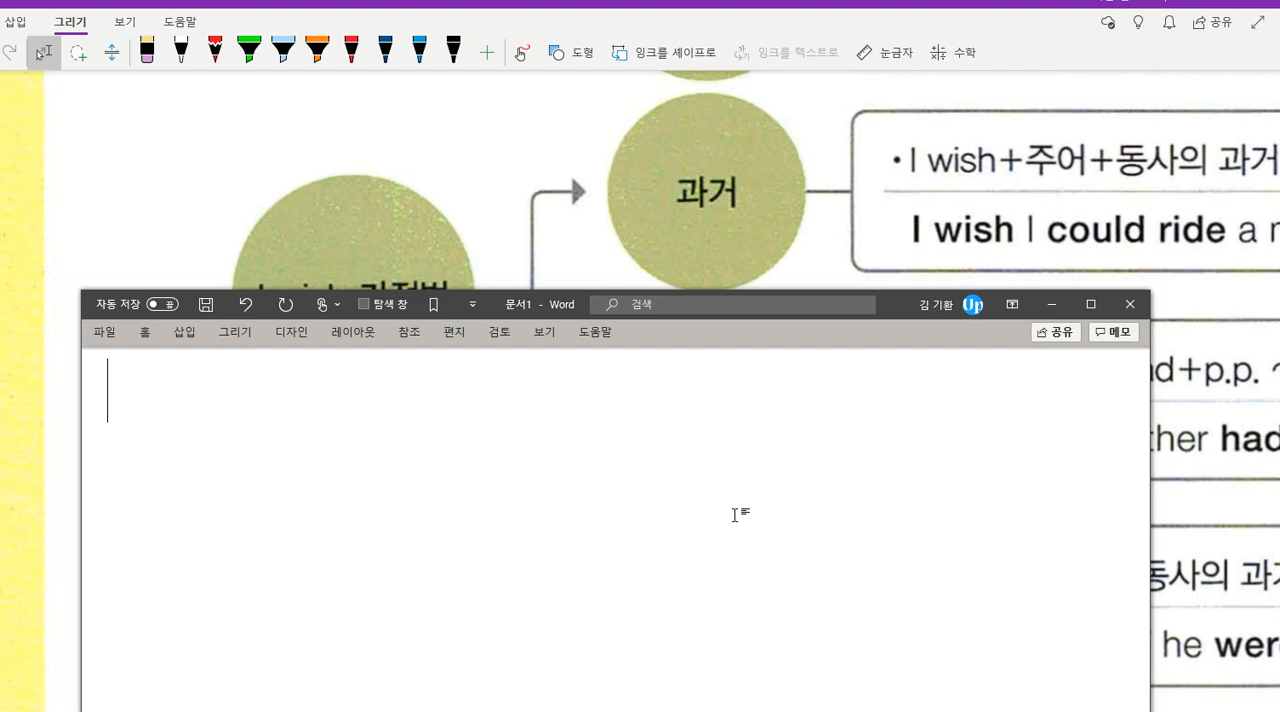 삽입 그리기 보기 도움말 공유
도형 잉크를 셰이프로 잉크를 텍스트로 눈금자 수학
과거
• I wish+주어+동사의 과거
I wish I could ride a
자동 저장 탐색 창 문서1 - Word 검색 김 기환 Up
파일 홈 삽입 그리기 디자인 레이아웃 참조 편지 검토 보기 도움말 공유 메모
+p.p. ~
had
동사의
he